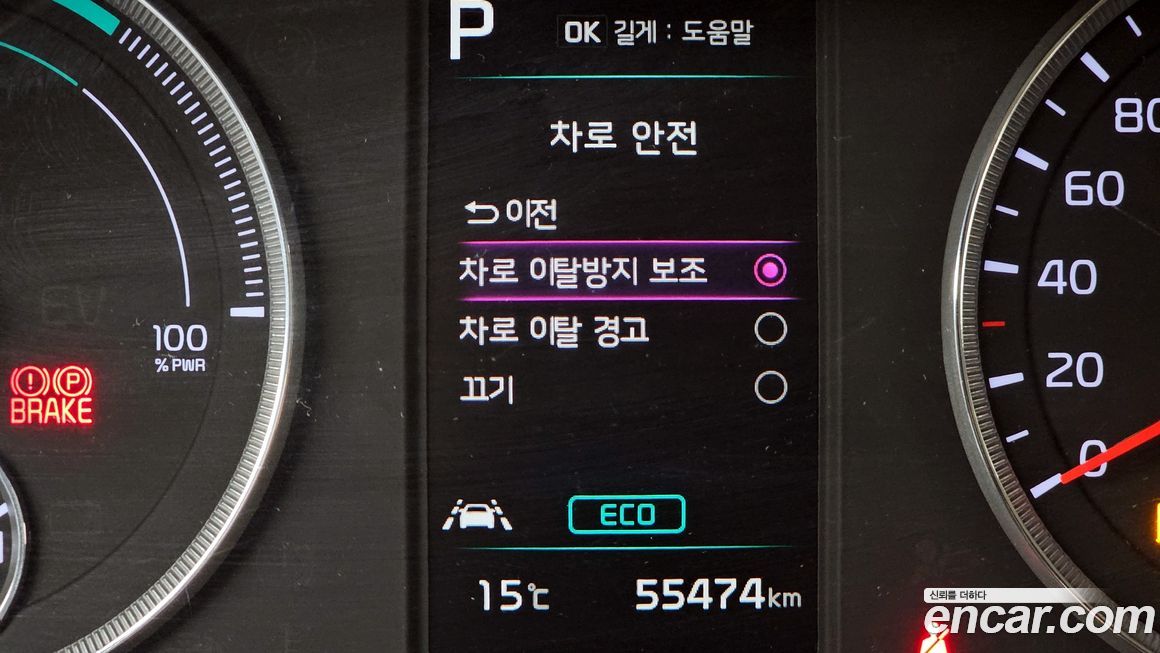 P
OK 길게 : 도움말
차로 안전
이전
차로 이탈방지 보조
차로 이탈 경고
끄기
ECO
15℃
55474km
100
% PWR
BRAKE
80
60
40
20
0
신뢰를 더하다
encar.com